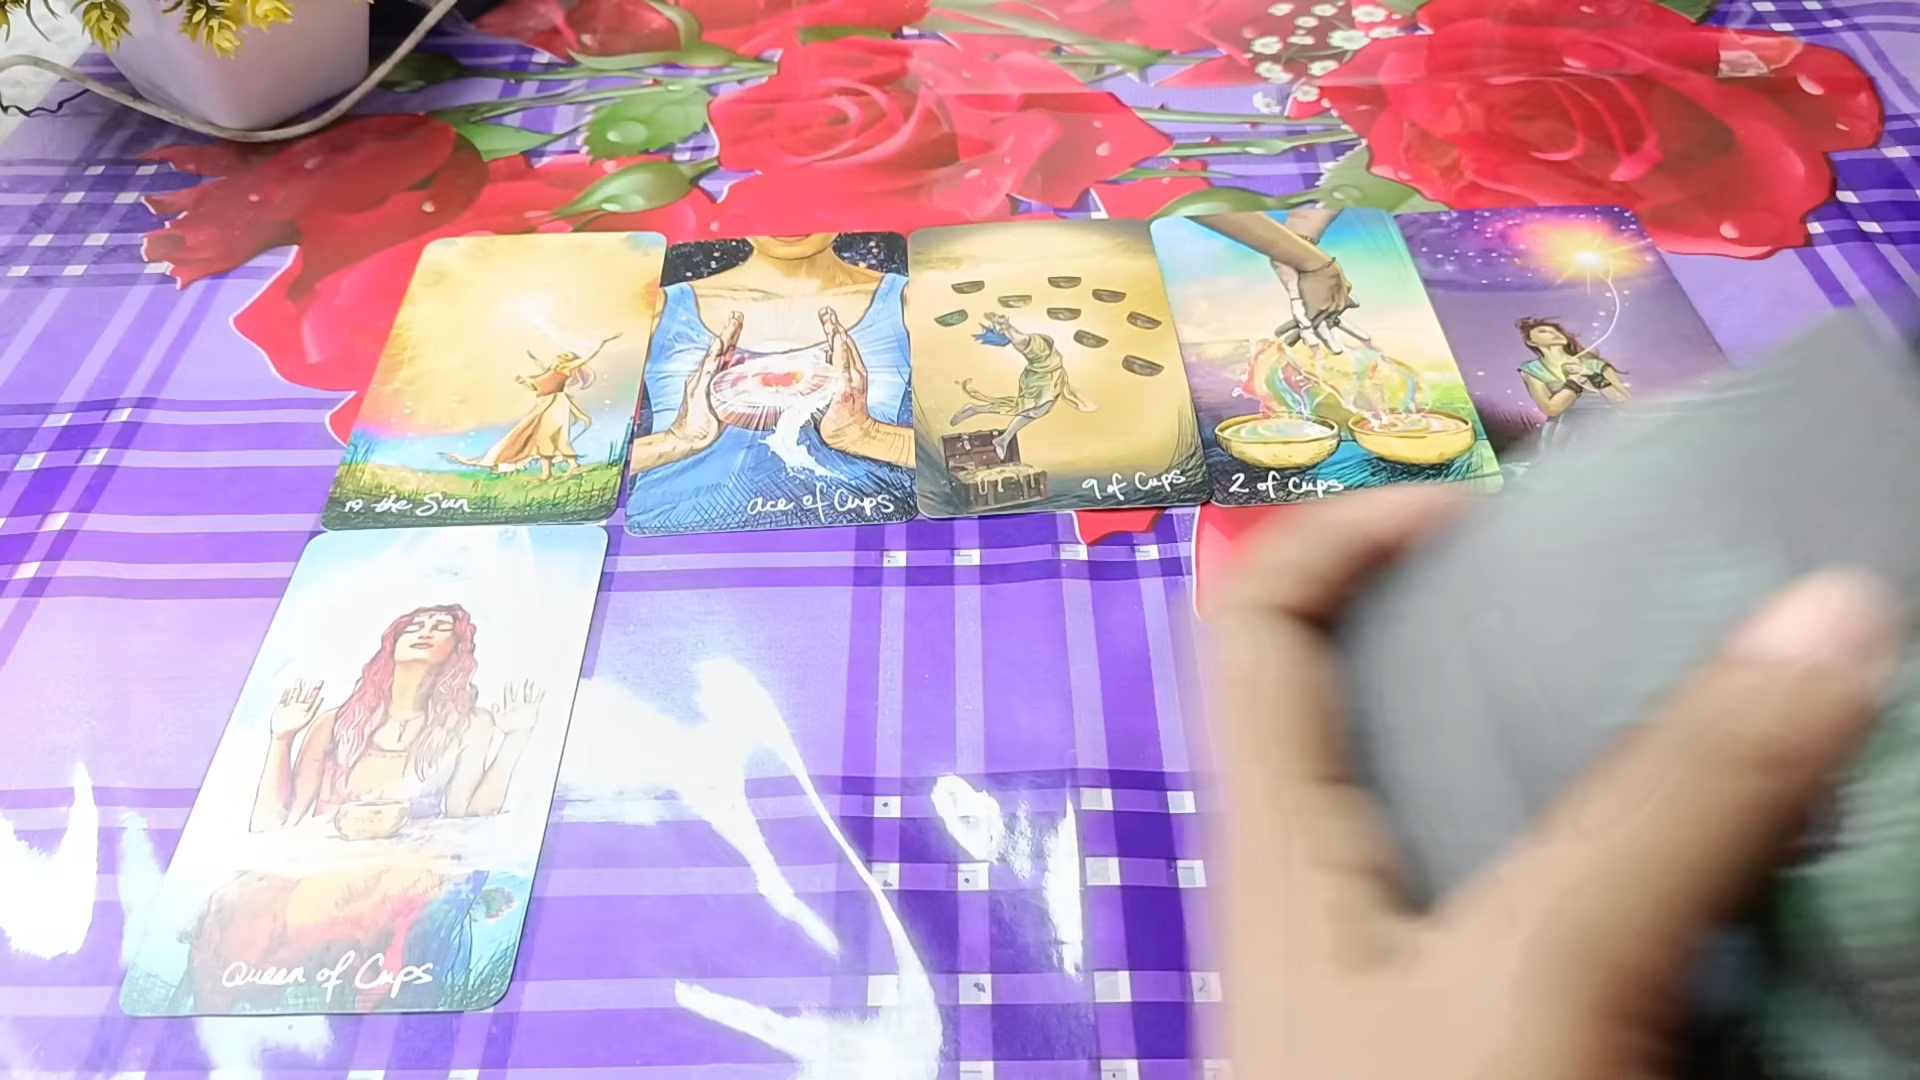 19 the Sun
ace of Cups
9 of Cups
2 of Cups
Queen of Cups